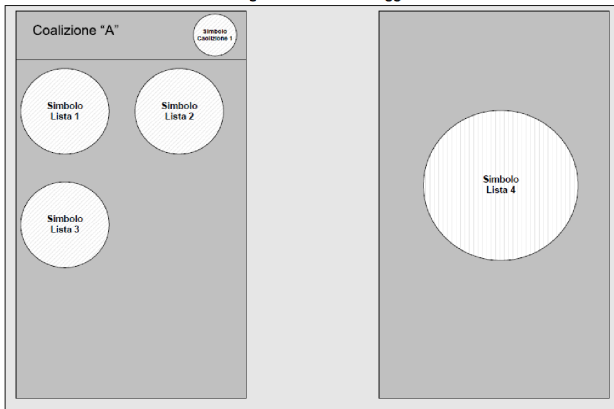 Coalizione "A"
Simbolo
Coalizione 1
Simbolo
Lista 1
Simbolo
Lista 2
Simbolo
Lista 3
Simbolo
Lista 4